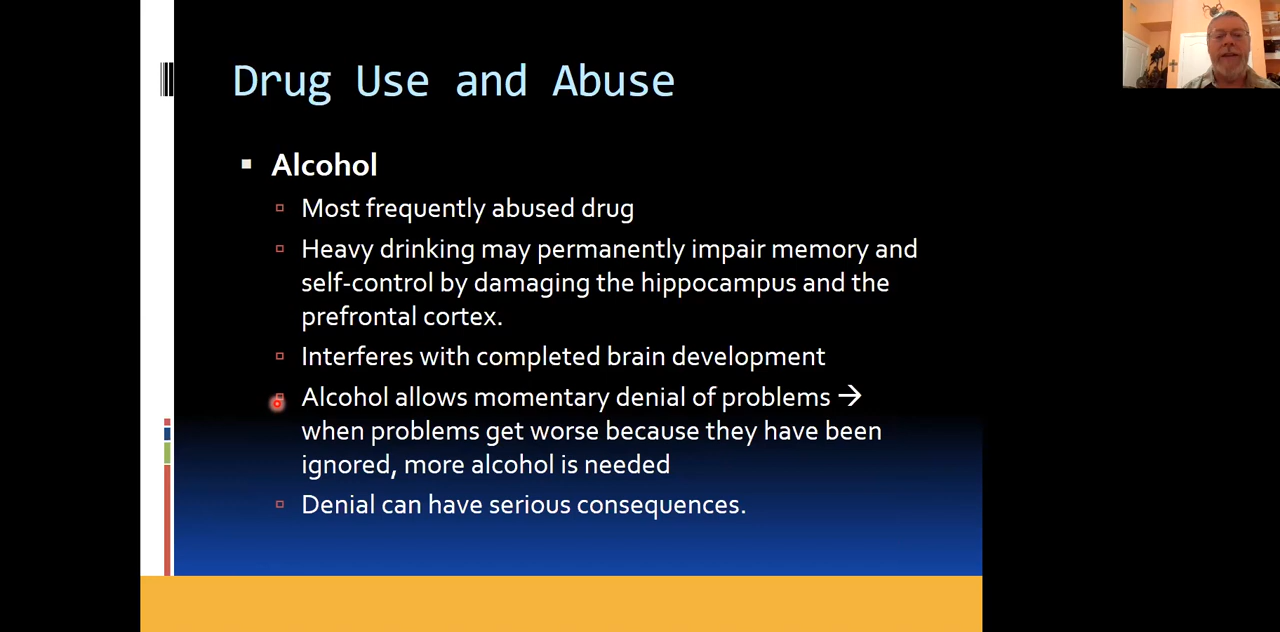 Drug Use and Abuse
Alcohol
Most frequently abused drug
Heavy drinking may permanently impair memory and
self-control by damaging the hippocampus and the
prefrontal cortex.
Interferes with completed brain development
Alcohol allows momentary denial of problems →
when problems get worse because they have been
ignored, more alcohol is needed
Denial can have serious consequences.